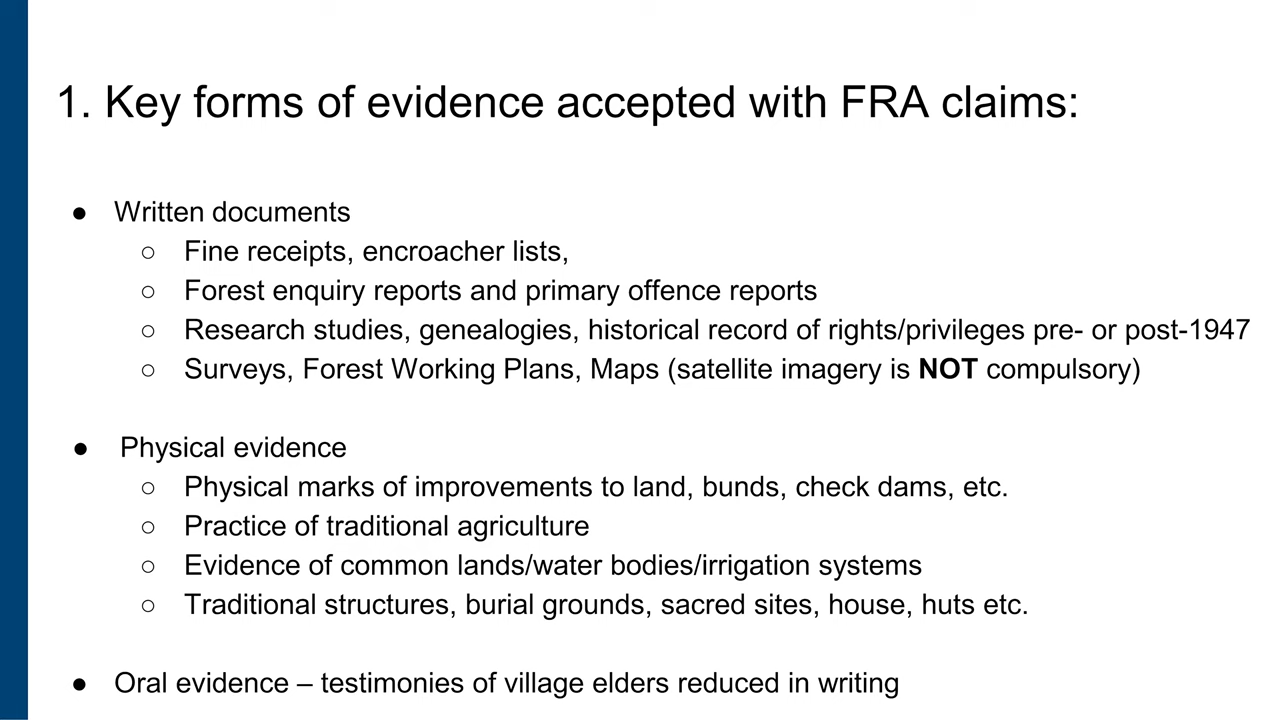 1. Key forms of evidence accepted with FRA claims:
● Written documents
○ Fine receipts, encroacher lists,
○ Forest enquiry reports and primary offence reports
○ Research studies, genealogies, historical record of rights/privileges pre- or post-1947
○ Surveys, Forest Working Plans, Maps (satellite imagery is NOT compulsory)
● Physical evidence
○ Physical marks of improvements to land, bunds, check dams, etc.
○ Practice of traditional agriculture
○ Evidence of common lands/water bodies/irrigation systems
○ Traditional structures, burial grounds, sacred sites, house, huts etc.
● Oral evidence – testimonies of village elders reduced in writing